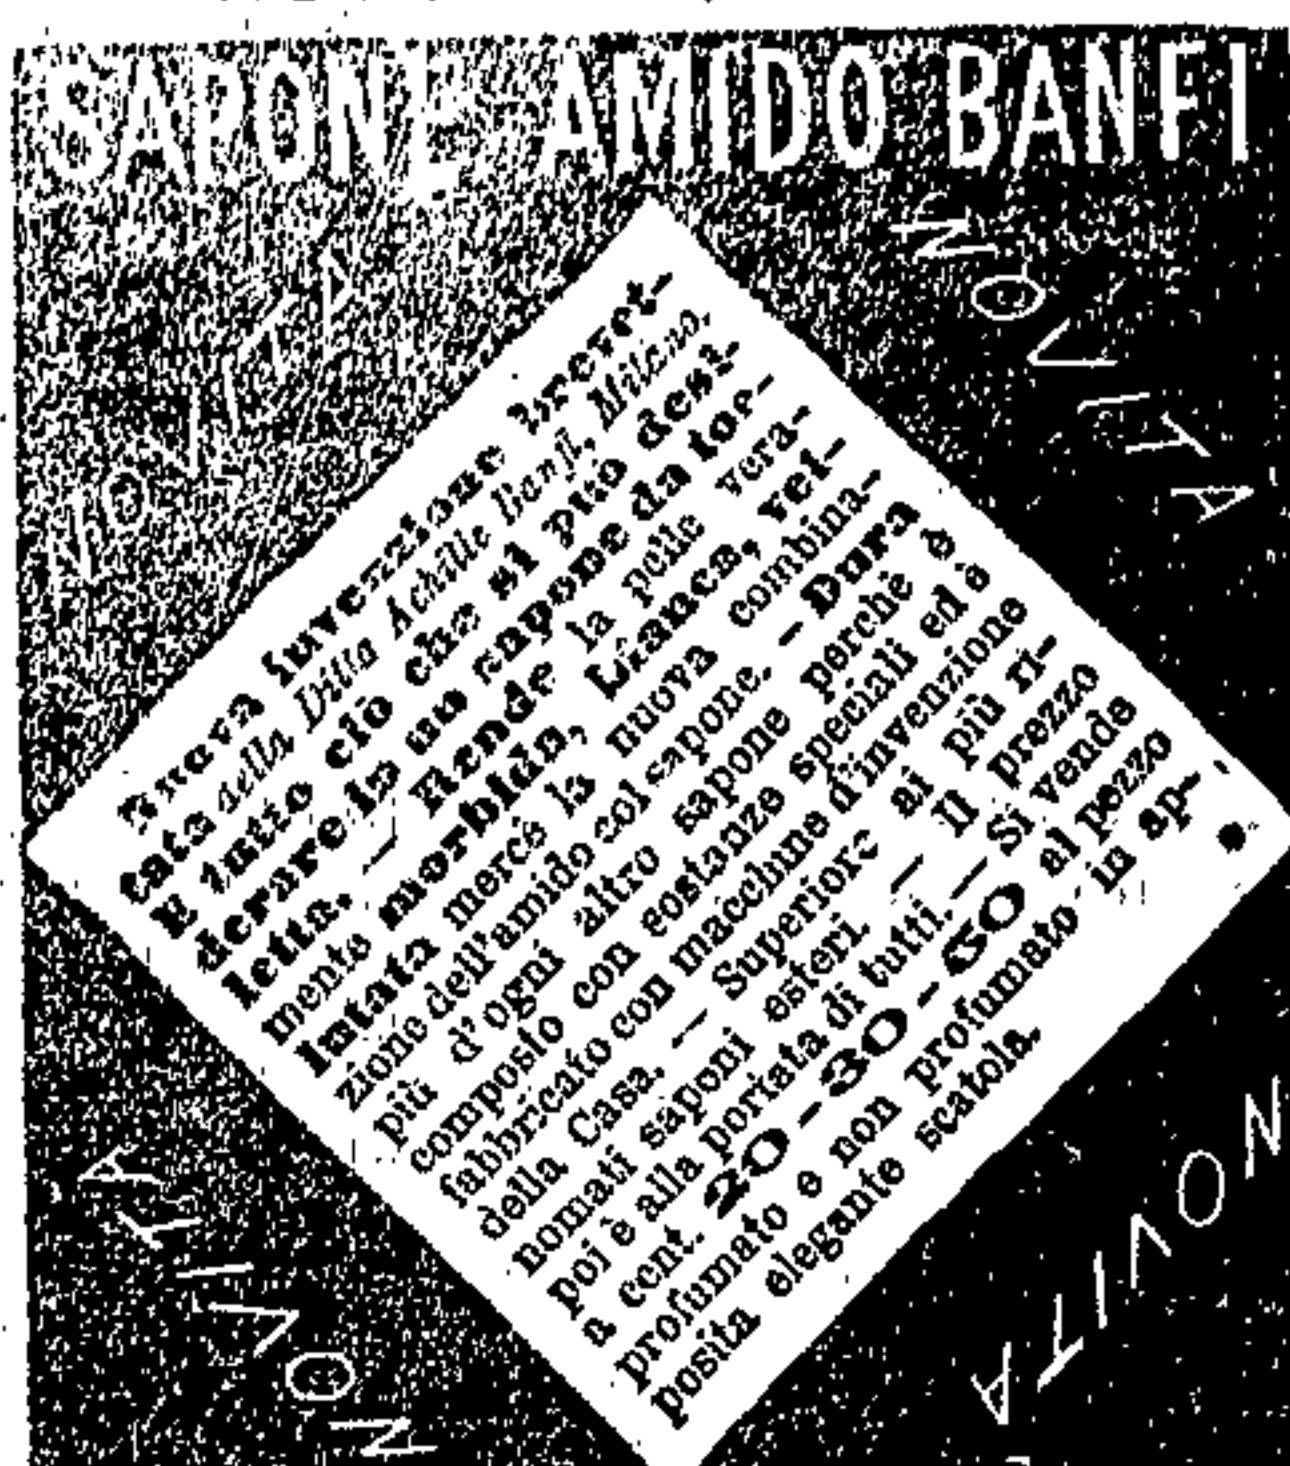 SAPONE AMIDO BANFI
NOVITA
NOVITA
Nuova invenzione brevet-
tata della Ditta Achille Banfi, Milano.
È tutto ciò che si può desi-
derare in un sapone da toe-
letta. — Rende la pelle vera-
mente morbida, bianca, vel-
lutata mercè la nuova combina-
zione dell'amido col sapone. — Dura
più d'ogni altro sapone perchè è
composto con sostanze speciali ed è
fabbricato con macchine d'invenzione
della Casa. — Superiore ai più ri-
nomati saponi esteri. — Il prezzo
poi è alla portata di tutti. — Si vende
a cent. 20-30-50 al pezzo
profumato e non profumato in ap-
posita elegante scatola.
NOVITA
NOVITA